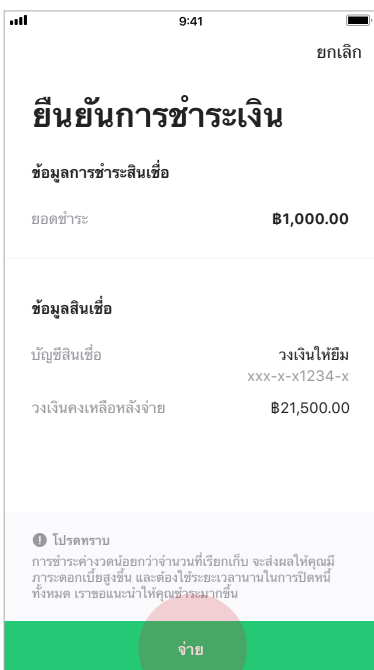 9:41
ยกเลิก
ยืนยันการชำระเงิน
ข้อมูลการชำระสินเชื่อ
ยอดชำระ ฿1,000.00
ข้อมูลสินเชื่อ
บัญชีสินเชื่อ วงเงินให้ยืม
xxx-x-x1234-x
วงเงินคงเหลือหลังจ่าย ฿21,500.00
โปรดทราบ
การชำระค่างวดน้อยกว่าจำนวนที่เรียกเก็บ จะส่งผลให้คุณมี
ภาระดอกเบี้ยสูงขึ้น และต้องใช้ระยะเวลานานในการปิดหนี้
ทั้งหมด เราขอแนะนำให้คุณชำระมากขึ้น
จ่าย